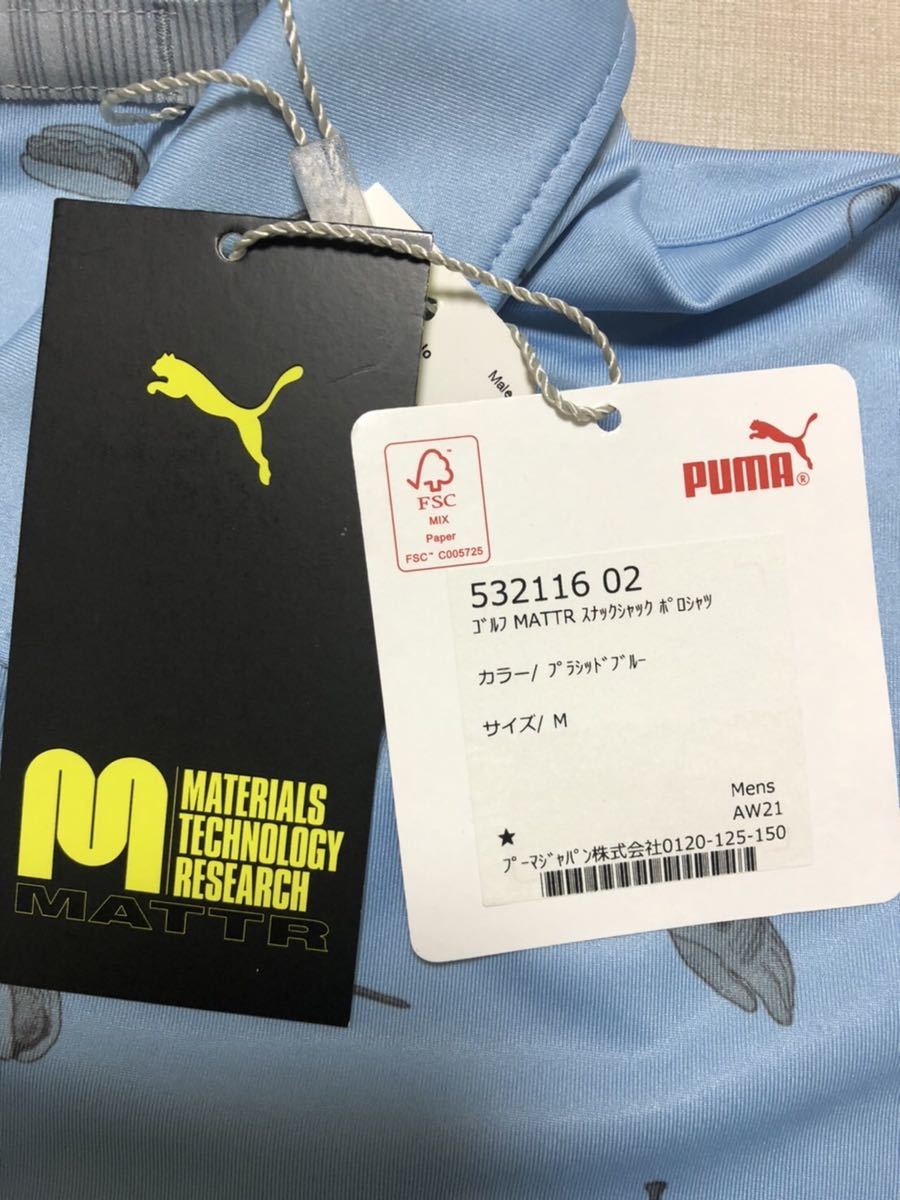 MATERIALS
TECHNOLOGY
RESEARCH
MATTR
Male
FSC
MIX
Paper
FSC™ C005725
PUMA®
532116 02
ｺﾞﾙﾌ MATTR ｽﾅｯｸｼｬｯｸ ﾎﾟﾛｼｬﾂ
カラー/ ﾌﾟﾗｼｯﾄﾞﾌﾞﾙｰ
サイズ/ M
Mens
AW21
★
ﾌﾟｰﾏｼﾞｬﾊﾟﾝ株式会社0120-125-150